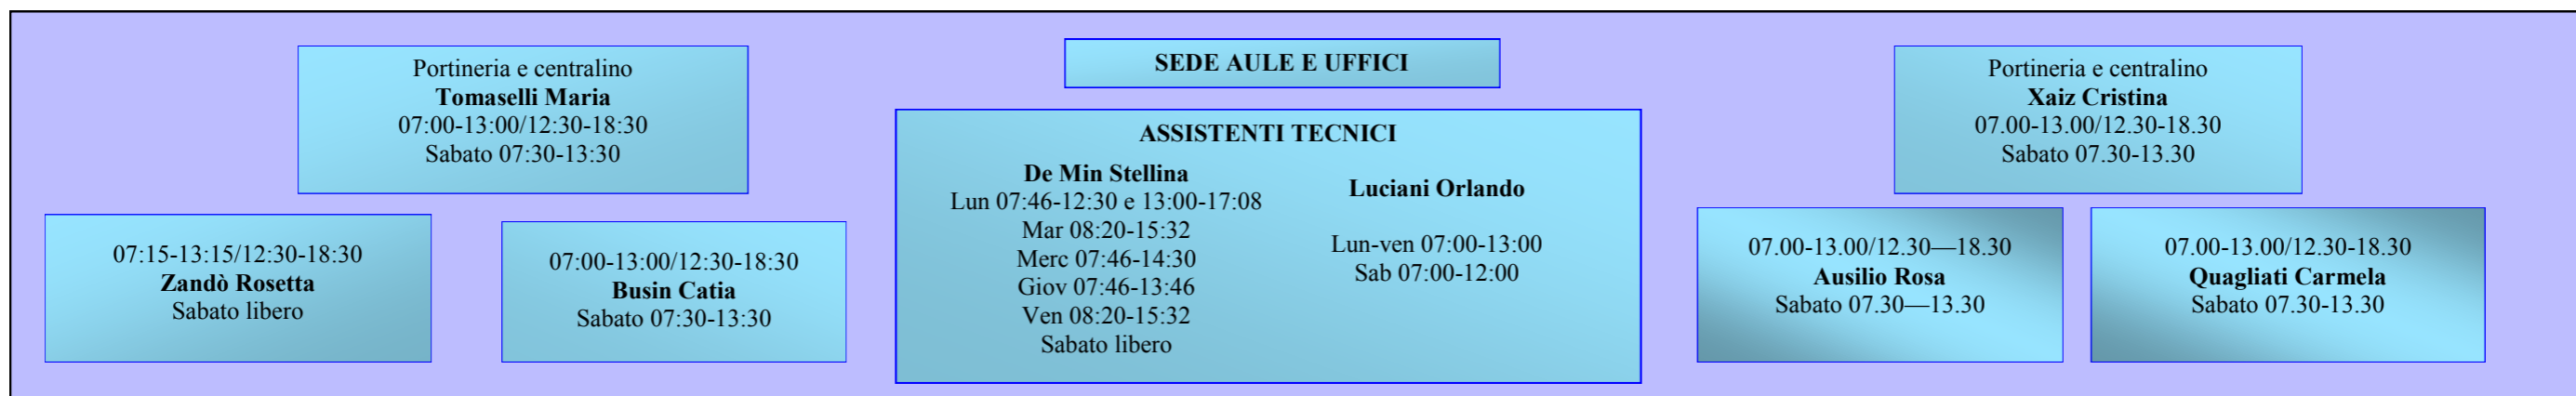 Portineria e centralino
Tomaselli Maria
07:00-13:00/12:30-18:30
Sabato 07:30-13:30
07:15-13:15/12:30-18:30
Zandò Rosetta
Sabato libero
07:00-13:00/12:30-18:30
Busin Catia
Sabato 07:30-13:30
SEDE AULE E UFFICI
ASSISTENTI TECNICI
De Min Stellina
Lun 07:46-12:30 e 13:00-17:08
Mar 08:20-15:32
Merc 07:46-14:30
Giov 07:46-13:46
Ven 08:20-15:32
Sabato libero
Luciani Orlando
Lun-ven 07:00-13:00
Sab 07:00-12:00
Portineria e centralino
Xaiz Cristina
07.00-13.00/12.30-18.30
Sabato 07.30-13.30
07.00-13.00/12.30—18.30
Ausilio Rosa
Sabato 07.30—13.30
07.00-13.00/12.30-18.30
Quagliati Carmela
Sabato 07.30-13.30